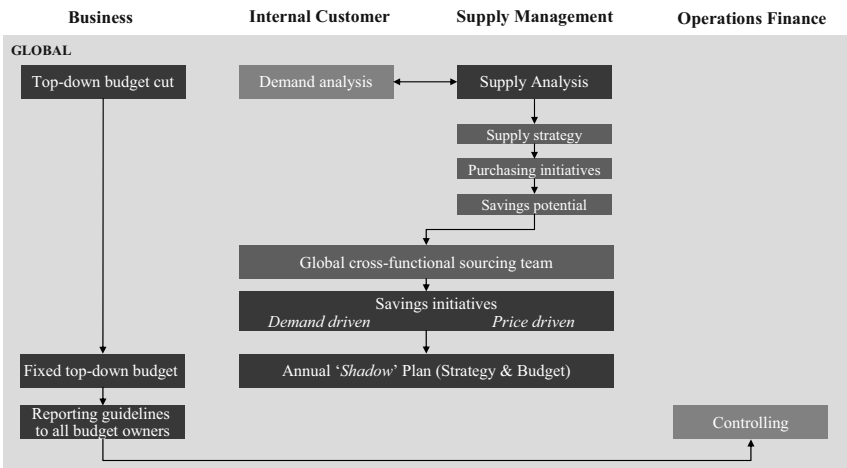 Business Internal Customer Supply Management Operations Finance
GLOBAL
Top-down budget cut
Demand analysis
Supply Analysis
Supply strategy
Purchasing initiatives
Savings potential
Global cross-functional sourcing team
Savings initiatives
Demand driven Price driven
Fixed top-down budget
Annual ‘Shadow’ Plan (Strategy & Budget)
Reporting guidelines
to all budget owners
Controlling